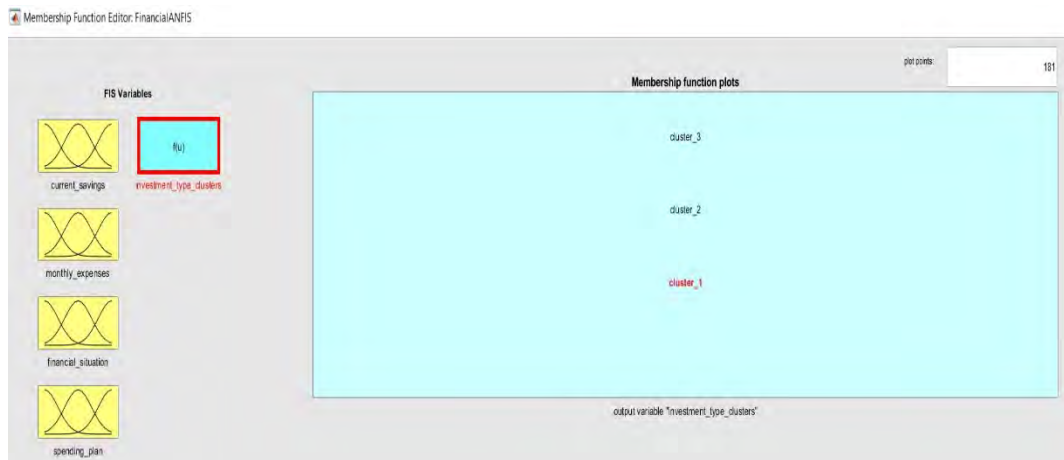 Membership Function Editor: FinancialANFIS
plot points:
181
FIS Variables
Membership function plots
f(u)
current_savings
investment_type_clusters
monthly_expenses
financial_situation
spending_plan
cluster_3
cluster_2
cluster_1
output variable "investment_type_clusters"